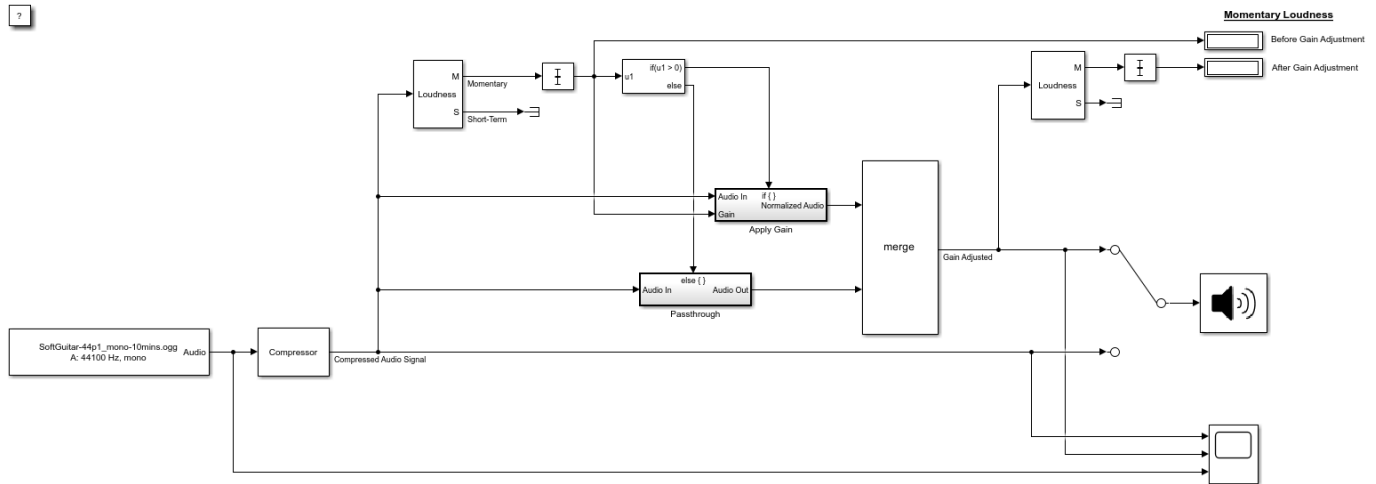 ?
Momentary Loudness
Before Gain Adjustment
After Gain Adjustment
M
Loudness
S
Momentary
Short-Term
u1
if(u1 > 0)
else
M
Loudness
S
Audio In
if { }
Normalized Audio
Gain
Apply Gain
merge
Gain Adjusted
else { }
Audio In
Audio Out
Passthrough
SoftGuitar-44p1_mono-10mins.ogg
A: 44100 Hz, mono
Audio
Compressor
Compressed Audio Signal